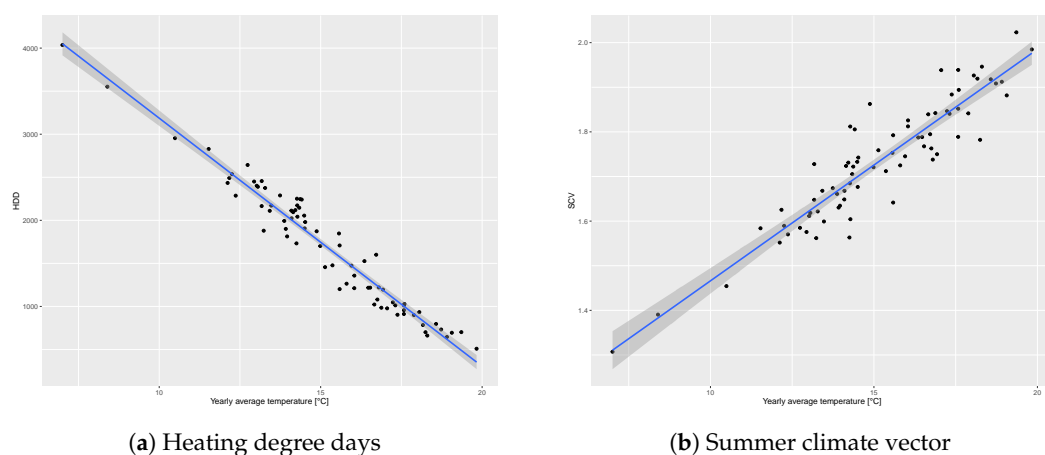 4000
3000
2000
1000
HDD
10
15
20
Yearly average temperature [°C]
(a) Heating degree days
2.0
1.8
1.6
1.4
SCV
10
15
20
Yearly average temperature [°C]
(b) Summer climate vector